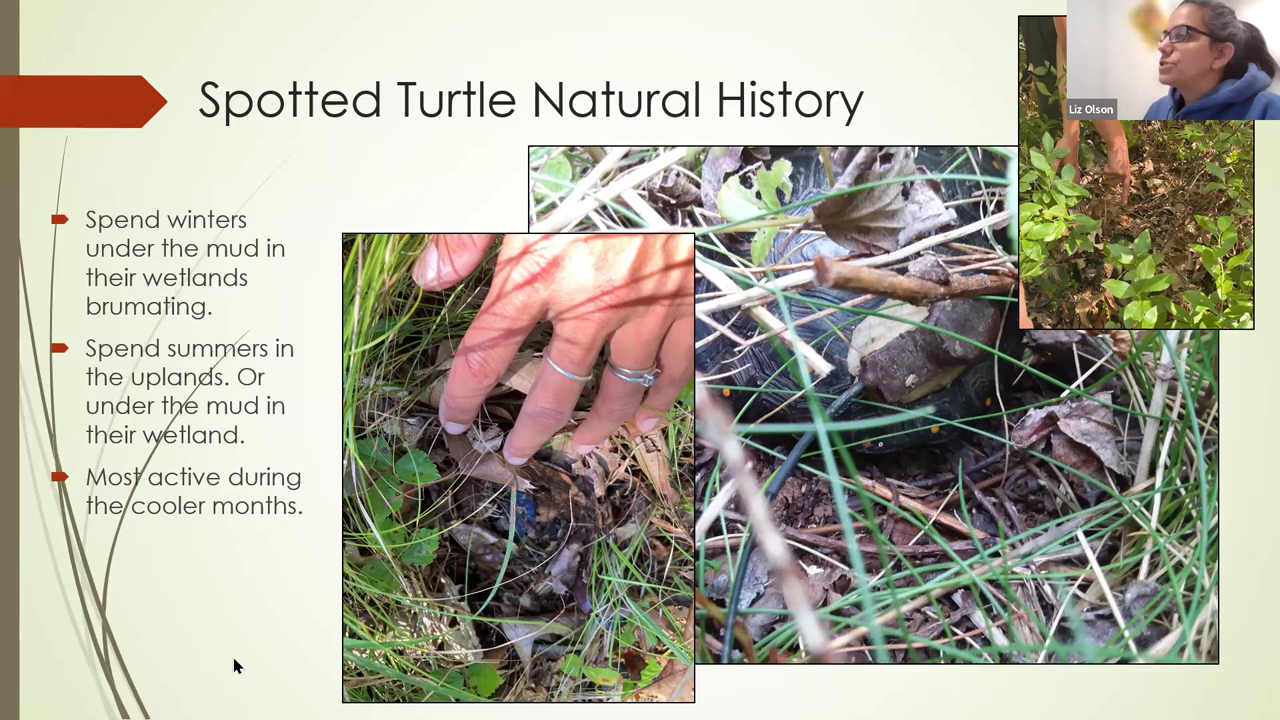 Spotted Turtle Natural History
Liz Olson
Spend winters
under the mud in
their wetlands
brumating.
Spend summers in
the uplands. Or
under the mud in
their wetland.
Most active during
the cooler months.